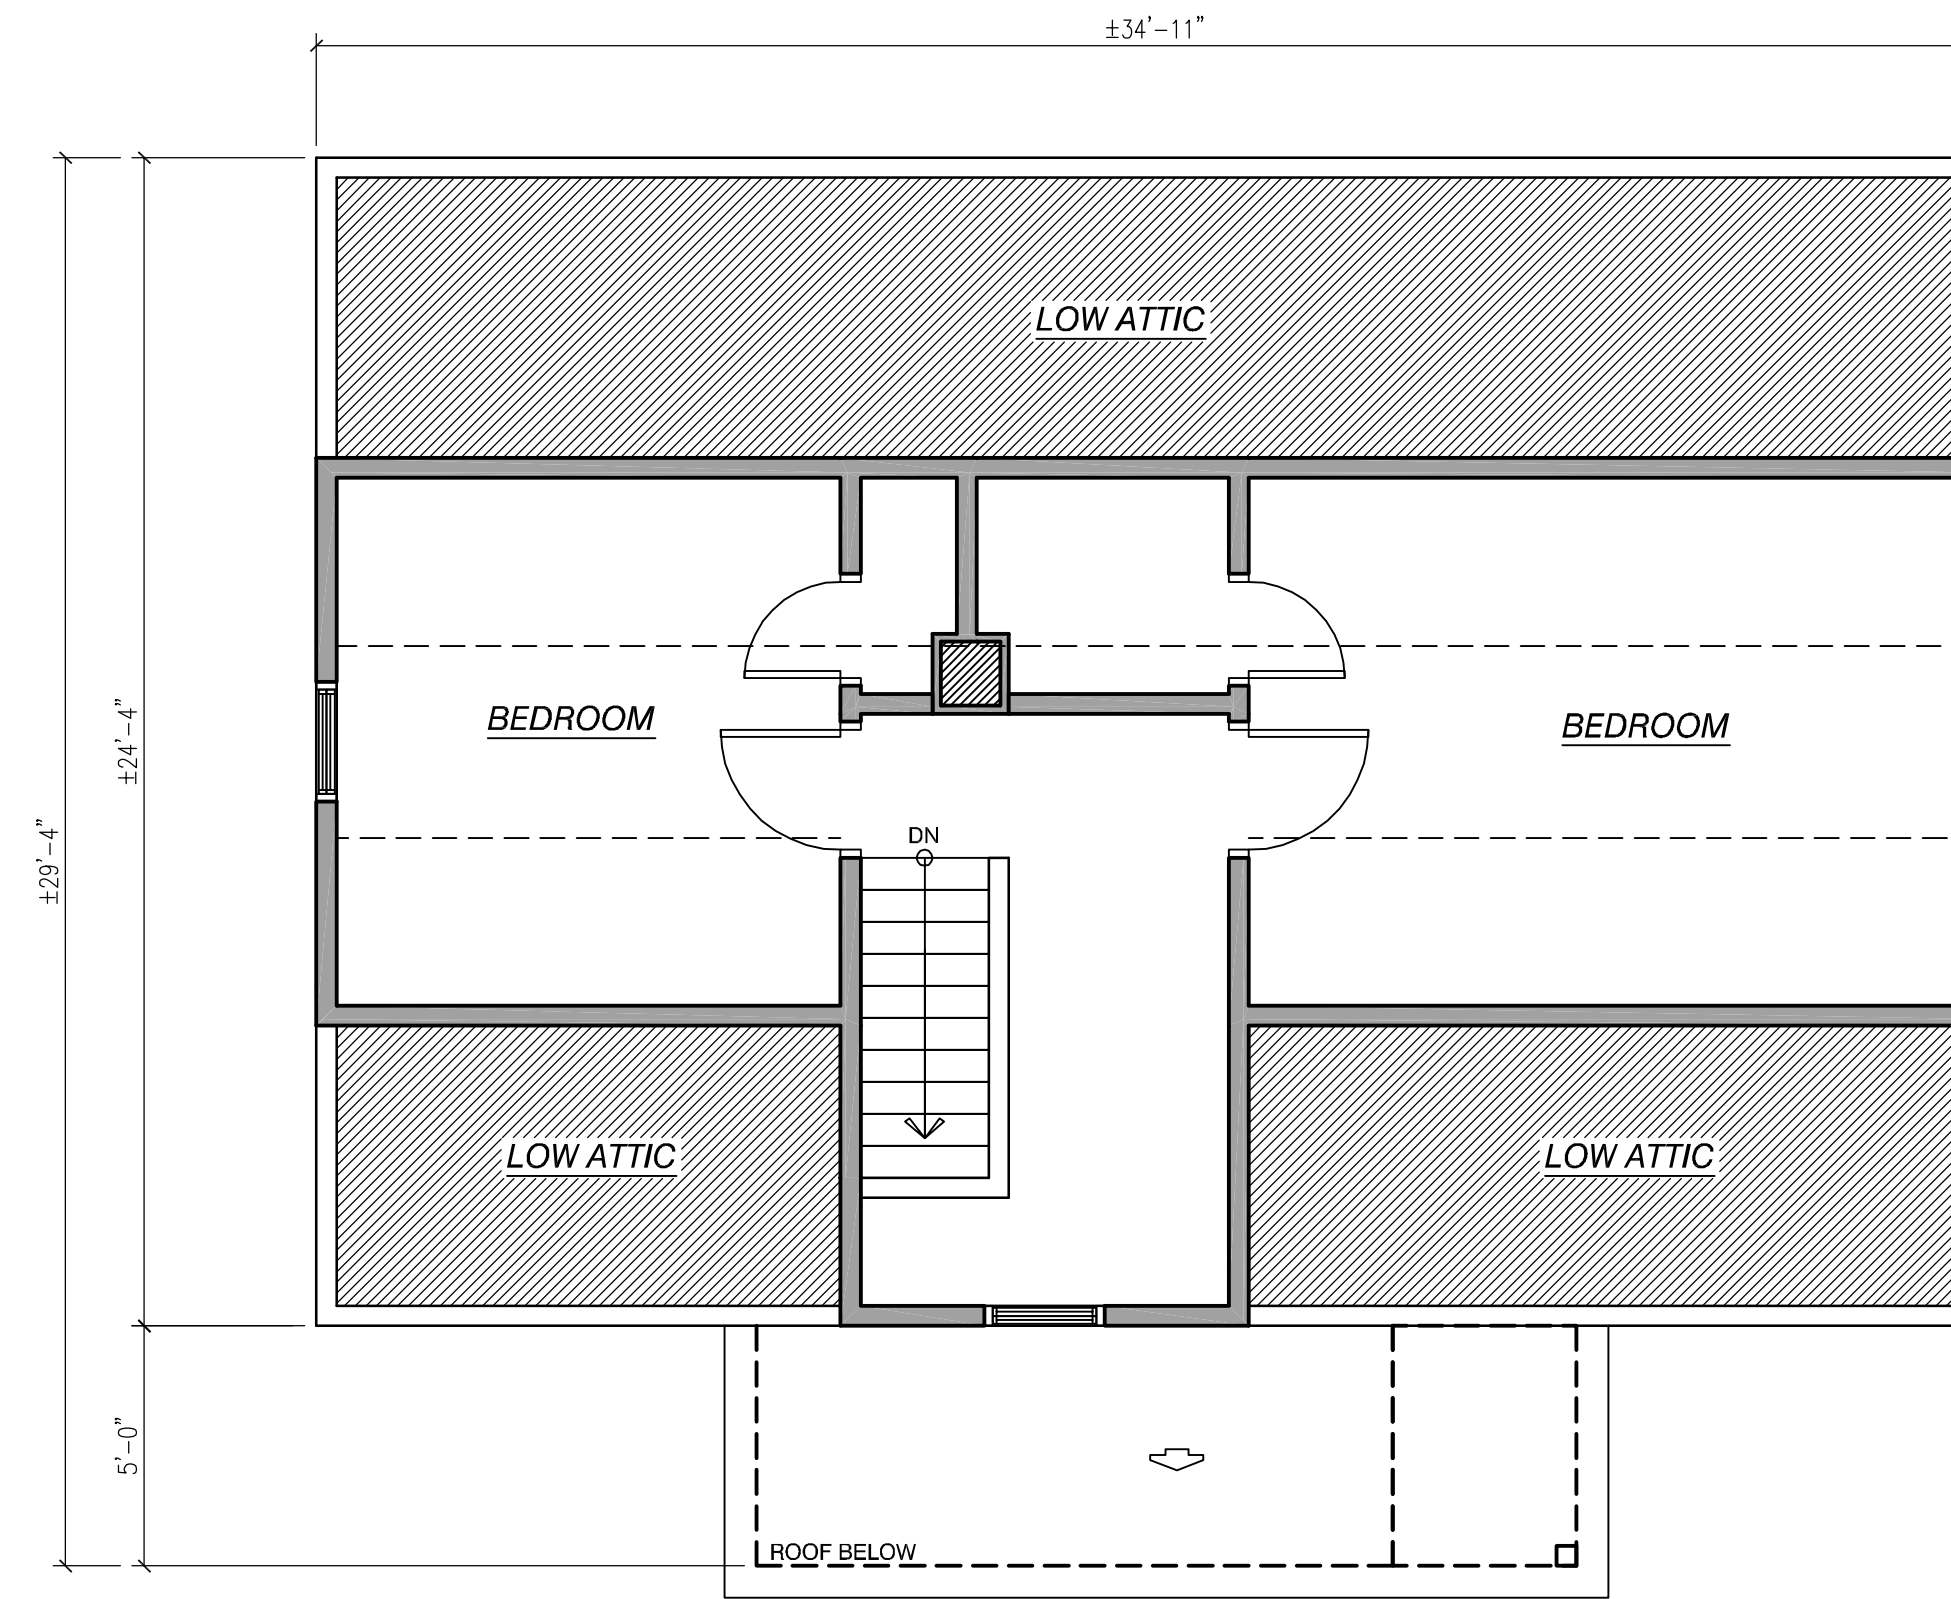 ±34'-11"
LOW ATTIC
BEDROOM
BEDROOM
±24'-4"
±29'-4"
DN
LOW ATTIC
LOW ATTIC
5'-0"
ROOF BELOW